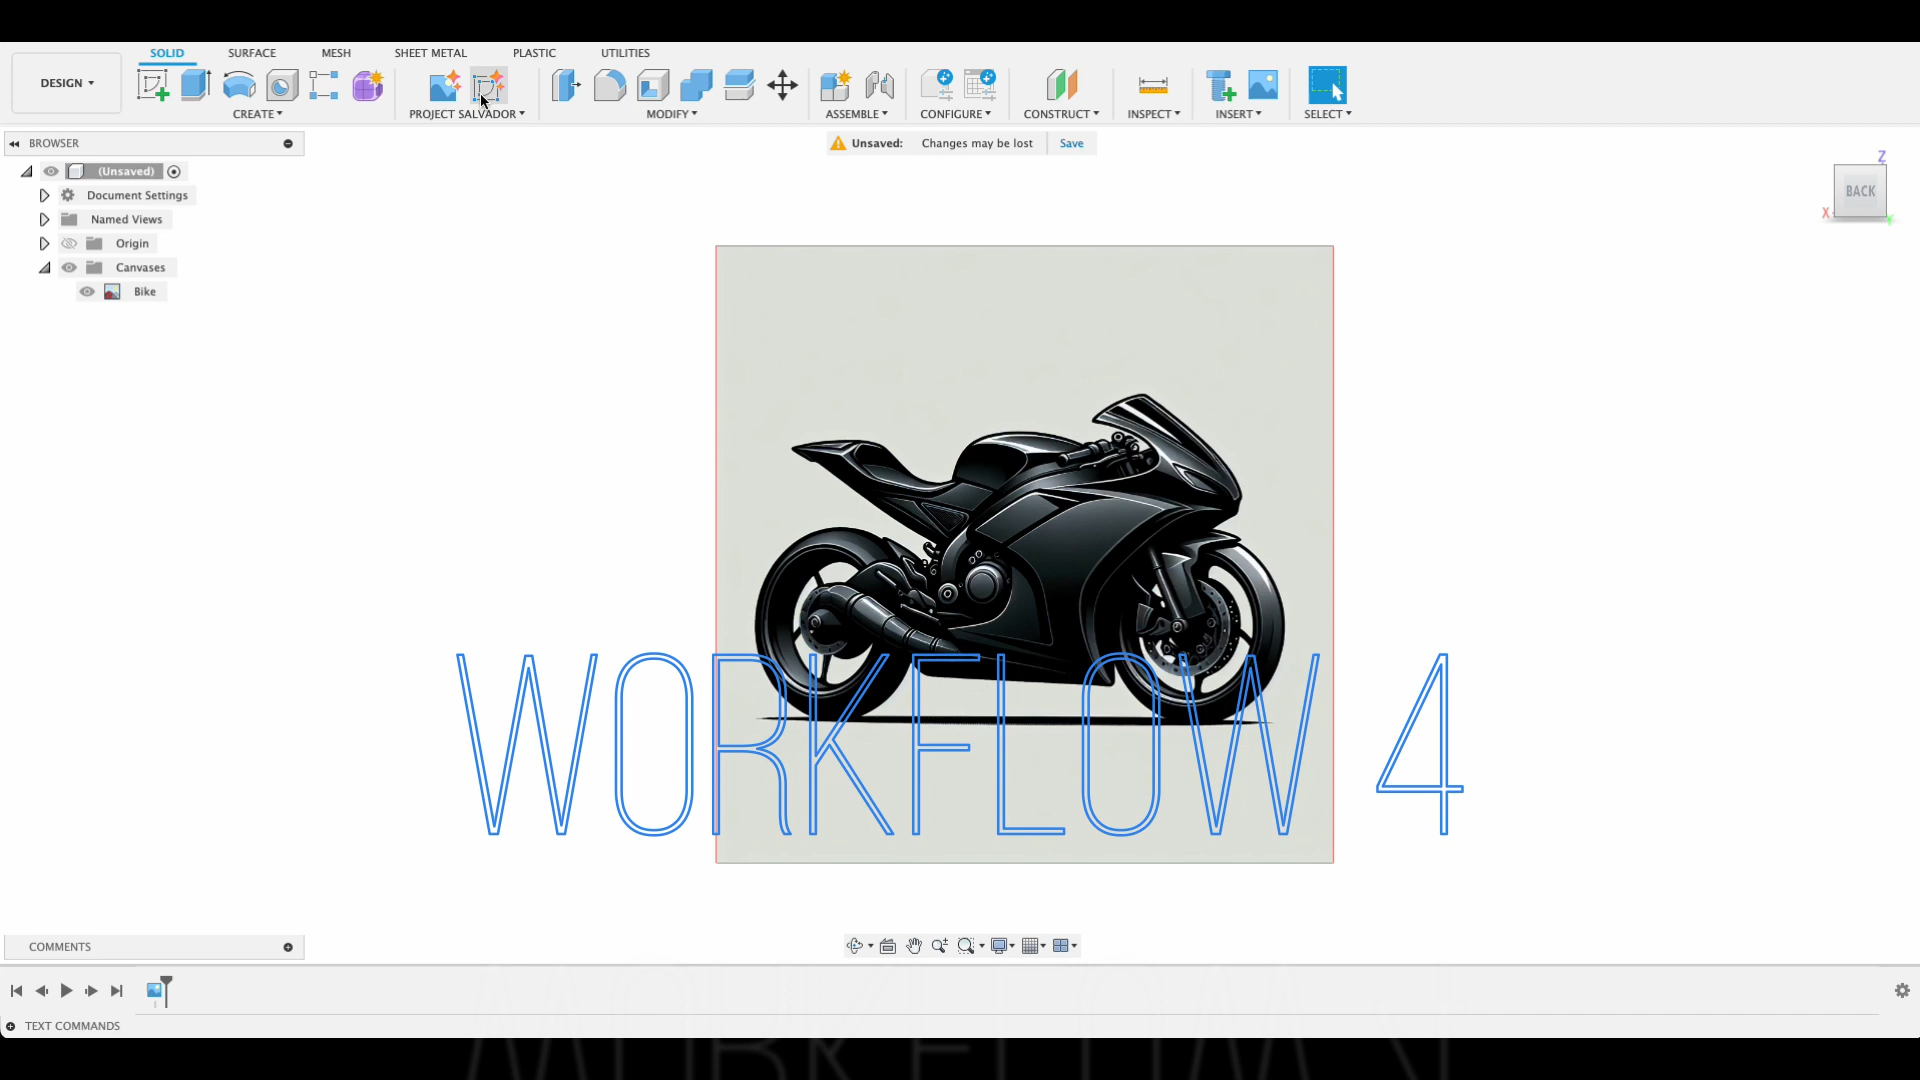 SOLID SURFACE MESH SHEET METAL PLASTIC UTILITIES
DESIGN
CREATE PROJECT SALVADOR MODIFY ASSEMBLE CONFIGURE CONSTRUCT INSPECT INSERT SELECT
BROWSER
Unsaved: Changes may be lost Save
(Unsaved)
Document Settings
Named Views
Origin
Canvases
Bike
Z
BACK
X
WORKFLOW 4
COMMENTS
TEXT COMMANDS